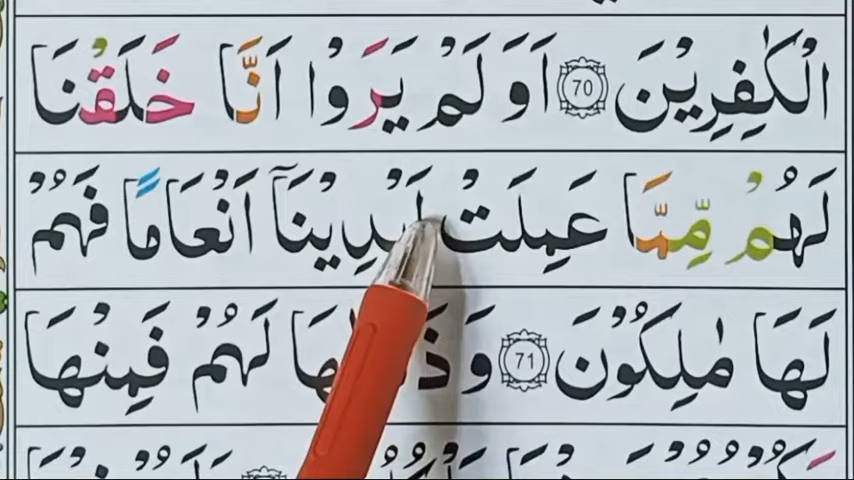 الْكٰفِرِيْنَ ﴿70﴾ اَوَلَمْ يَرَوْا اَنَّا خَلَقْنَا
لَهُمْ مِّمَّا عَمِلَتْ اَيْدِيْنَآ اَنْعَامًا فَهُمْ
لَهَا مٰلِكُوْنَ ﴿71﴾ لَهُمْ فَمِنْهَا